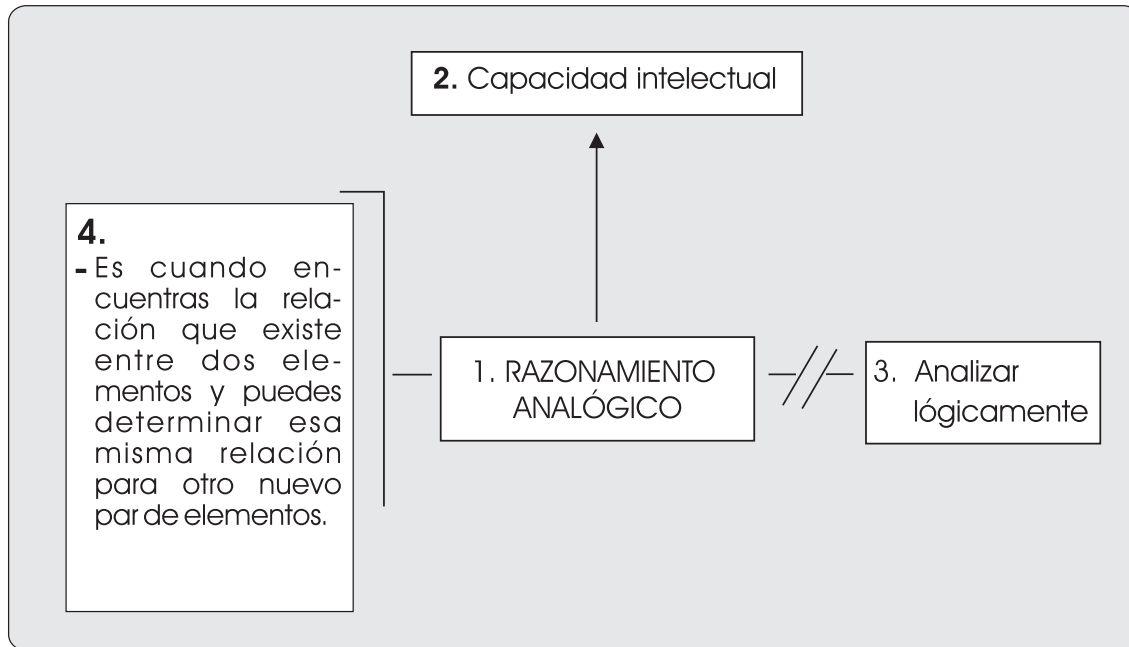 2. Capacidad intelectual
4.
- Es cuando en-
cuentras la rela-
ción que existe
entre dos ele-
mentos y puedes
determinar esa
misma relación
para otro nuevo
par de elementos.
1. RAZONAMIENTO
ANALÓGICO
3. Analizar
lógicamente